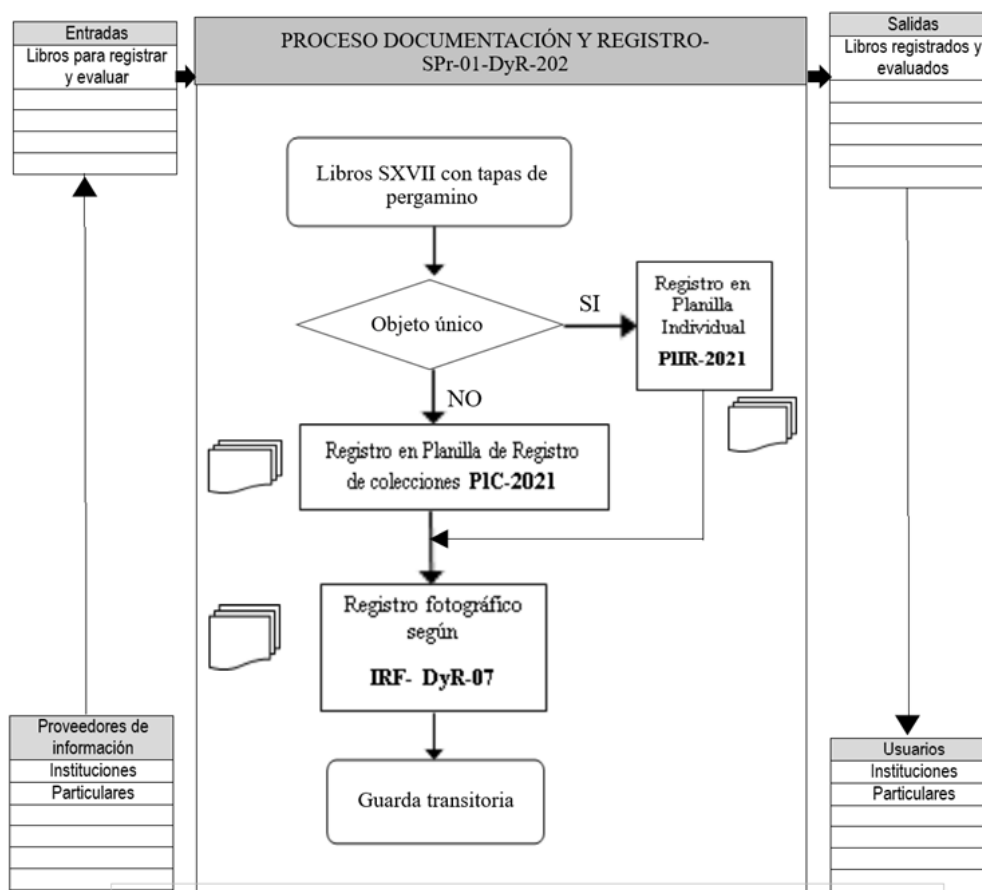 Entradas
Libros para registrar
y evaluar
PROCESO DOCUMENTACIÓN Y REGISTRO-
SPr-01-DyR-202
Salidas
Libros registrados y
evaluados
Libros SXVII con tapas de
pergamino
Objeto único
SI
Registro en
Planilla
Individual
PIIR-2021
NO
Registro en Planilla de Registro
de colecciones PIC-2021
Registro fotográfico
según
IRF- DyR-07
Guarda transitoria
Proveedores de
información
Instituciones
Particulares
Usuarios
Instituciones
Particulares